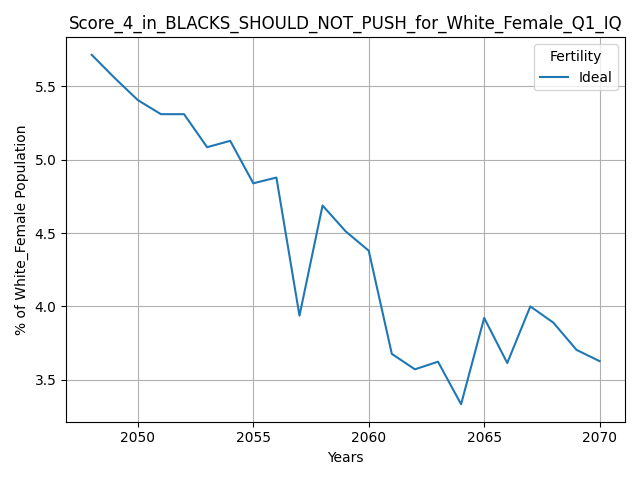 Score_4_in_BLACKS_SHOULD_NOT_PUSH_for_White_Female_Q1_IQ
Fertility
Ideal
% of White_Female Population
5.5
5.0
4.5
4.0
3.5
2050 2055 2060 2065 2070
Years